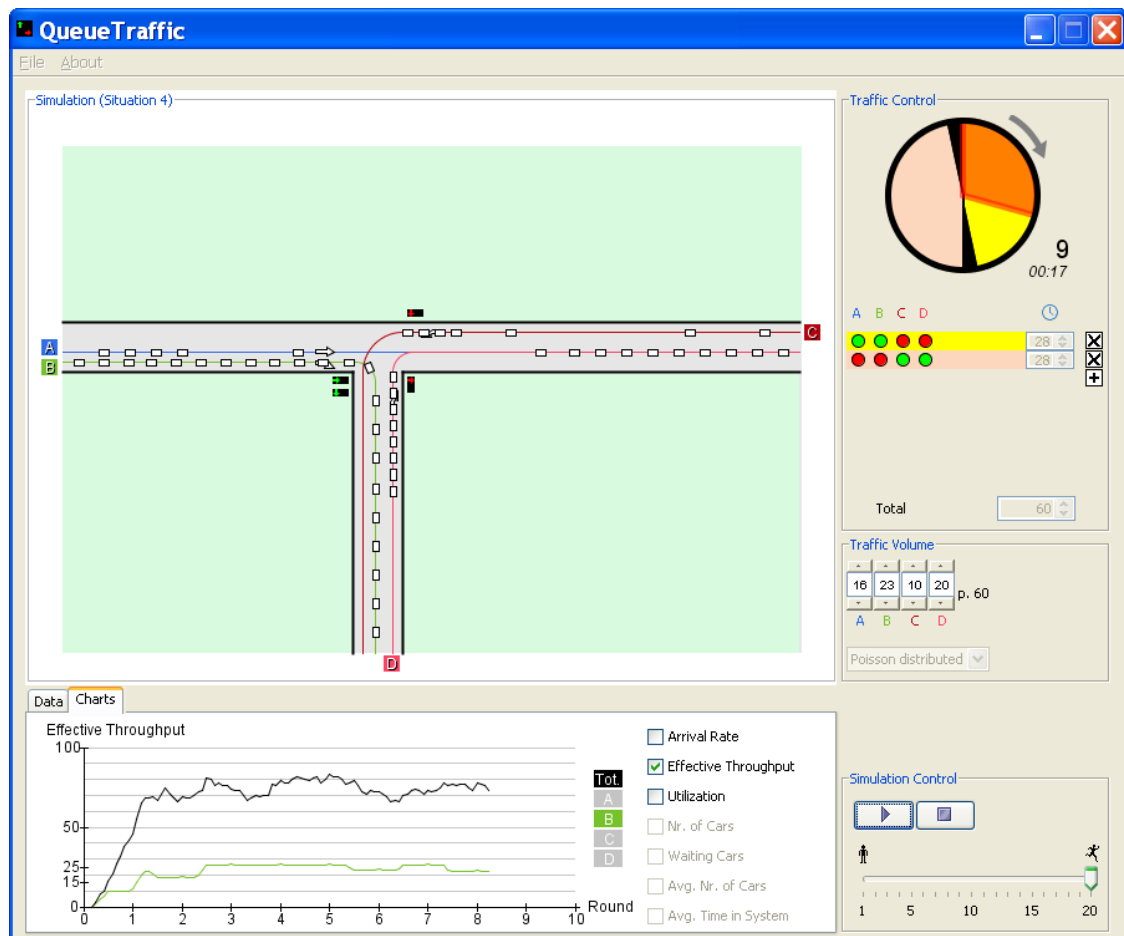 QueueTraffic
File About
Simulation (Situation 4)
A
B
C
D
Traffic Control
9
00:17
A B C D
28
28
Total 60
Traffic Volume
16 23 10 20 p. 60
A B C D
Poisson distributed
Data Charts
Effective Throughput
100
50
25
15
0
0 1 2 3 4 5 6 7 8 9 10 Round
Tot.
A
B
C
D
Arrival Rate
Effective Throughput
Utilization
Nr. of Cars
Waiting Cars
Avg. Nr. of Cars
Avg. Time in System
Simulation Control
1 5 10 15 20